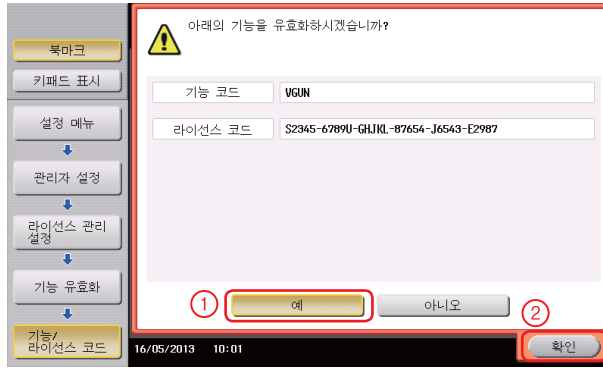 북마크
키패드 표시
설정 메뉴
관리자 설정
라이선스 관리
설정
기능 유효화
기능/
라이선스 코드
아래의 기능을 유효화하시겠습니까?
기능 코드
VGUN
라이선스 코드
S2345-6789U-GHJKL-87654-J6543-E2987
1
예
아니오
2
16/05/2013 10:01
확인